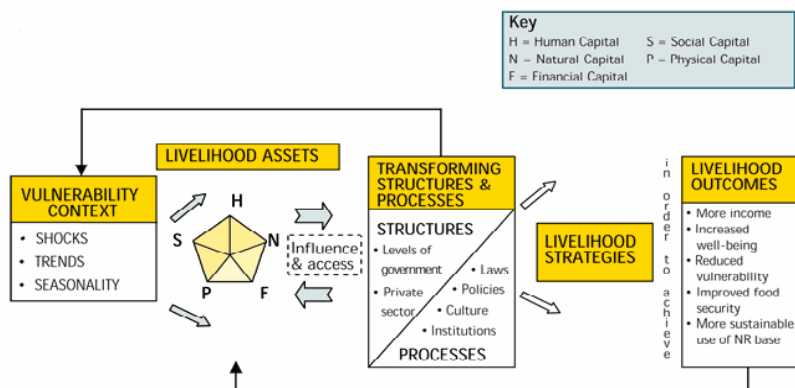 Key
H = Human Capital
S = Social Capital
N = Natural Capital
P = Physical Capital
F = Financial Capital
LIVELIHOOD ASSETS
VULNERABILITY
CONTEXT
• SHOCKS
• TRENDS
• SEASONALITY
H
S
N
P
F
Influence
& access
TRANSFORMING
STRUCTURES &
PROCESSES
STRUCTURES
• Levels of
government
• Private
sector
• Laws
• Policies
• Culture
• Institutions
PROCESSES
LIVELIHOOD
STRATEGIES
in order to achieve
LIVELIHOOD
OUTCOMES
• More income
• Increased
well-being
• Reduced
vulnerability
• Improved food
security
• More sustainable
use of NR base